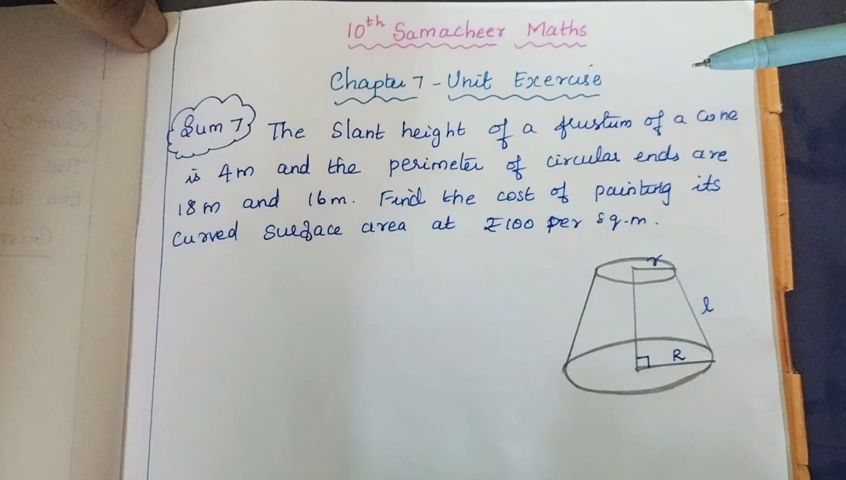 10th Samacheer Maths
Chapter 7 - Unit Exercise
Sum 7 The Slant height of a frustum of a cone
is 4m and the perimeter of circular ends are
18m and 16m. Find the cost of painting its
curved surface area at ₹100 per sq.m.
r
l
R